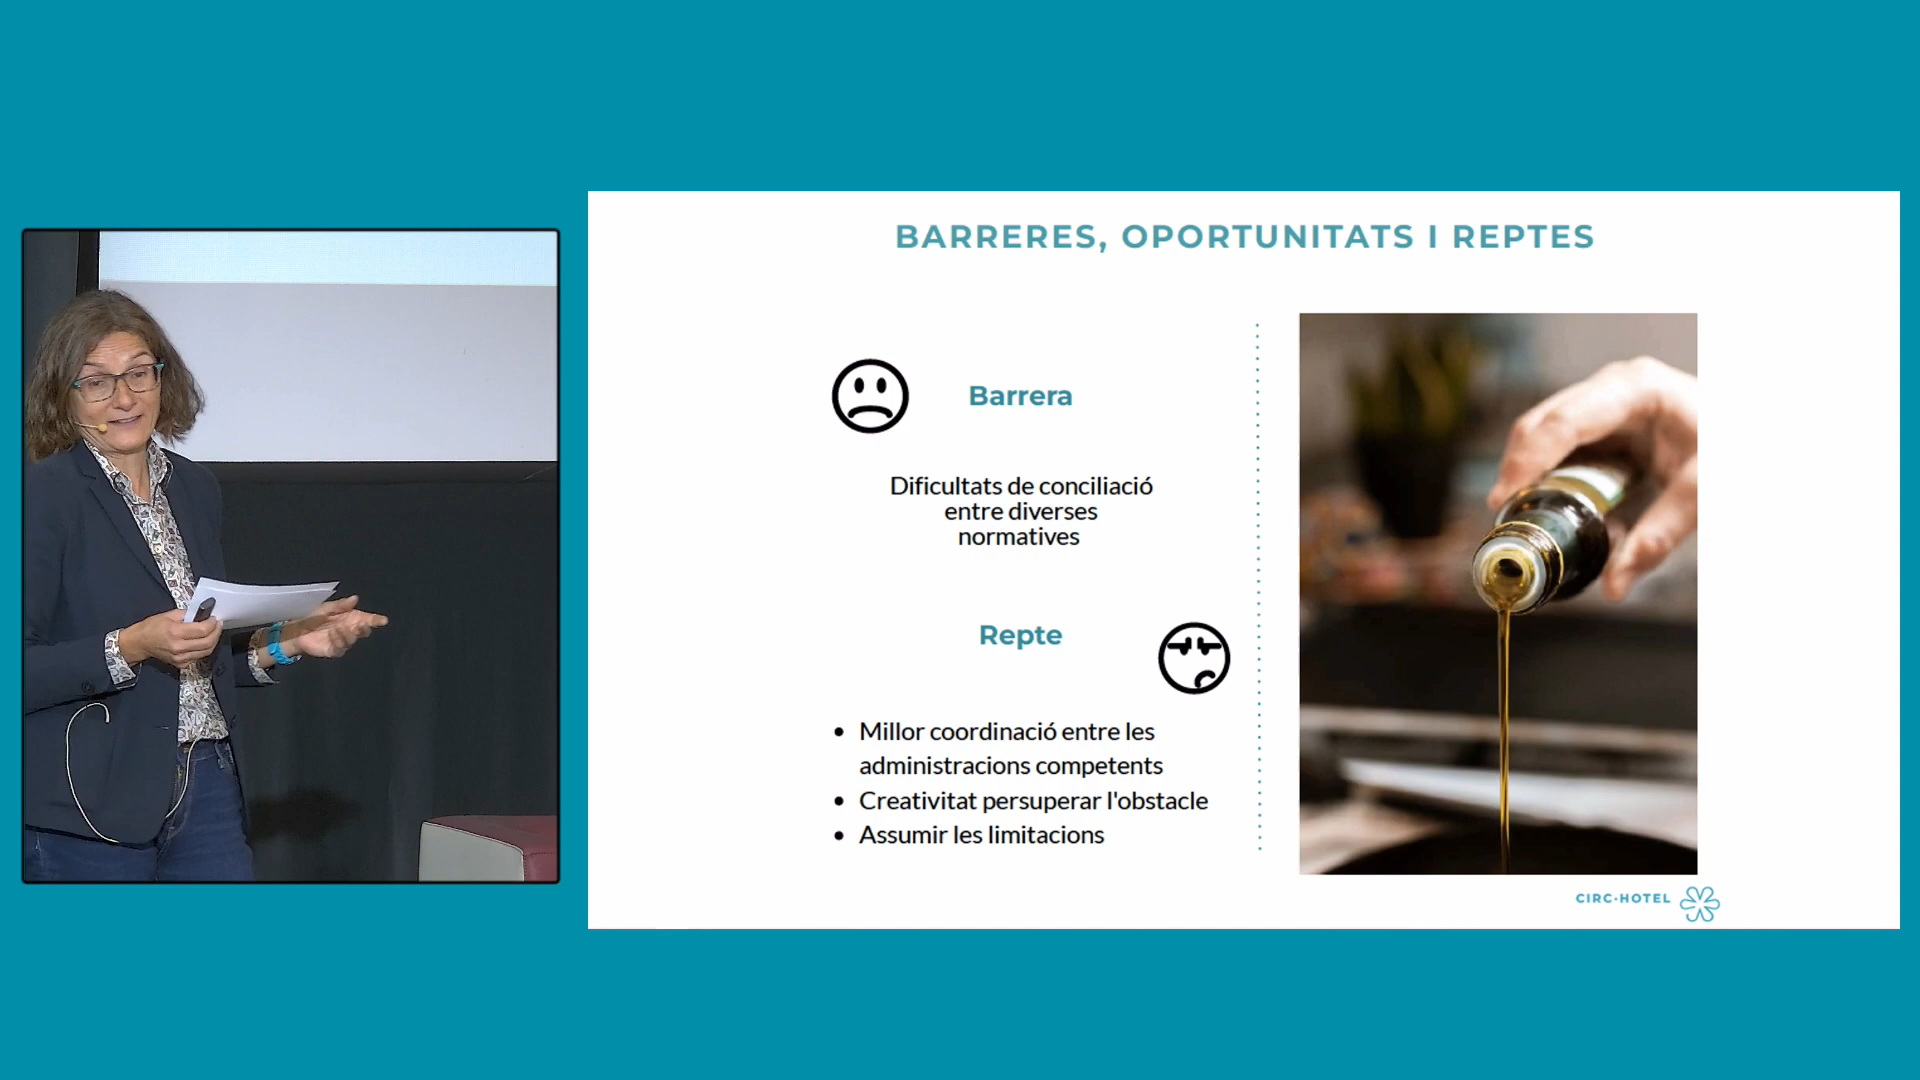 BARRERES, OPORTUNITATS I REPTES
Barrera
Dificultats de conciliació
entre diverses
normatives
Repte
• Millor coordinació entre les
administracions competents
• Creativitat persuperar l'obstacle
• Assumir les limitacions
CIRC·HOTEL